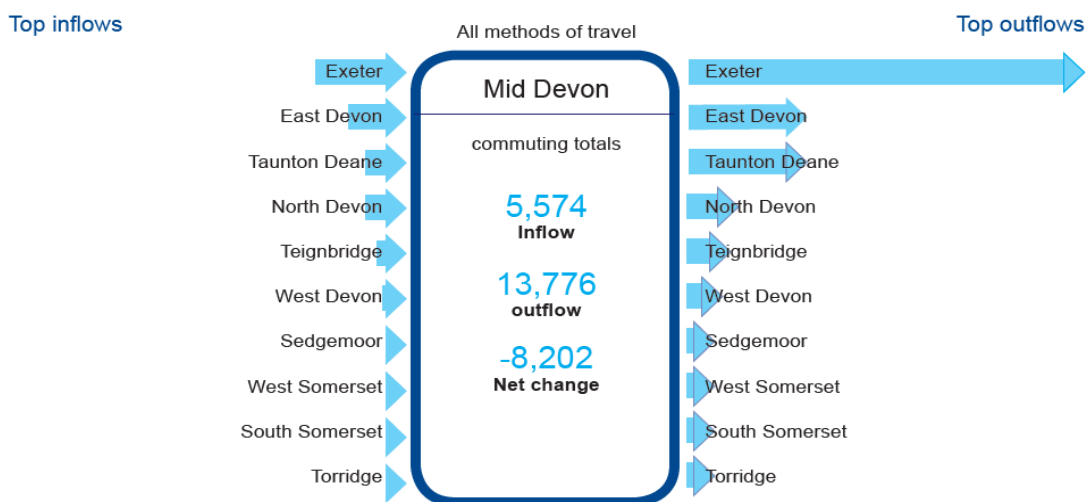 Top inflows
All methods of travel
Top outflows
Exeter
East Devon
Taunton Deane
North Devon
Teignbridge
West Devon
Sedgemoor
West Somerset
South Somerset
Torridge
Mid Devon
commuting totals
5,574
Inflow
13,776
outflow
-8,202
Net change
Exeter
East Devon
Taunton Deane
North Devon
Teignbridge
West Devon
Sedgemoor
West Somerset
South Somerset
Torridge